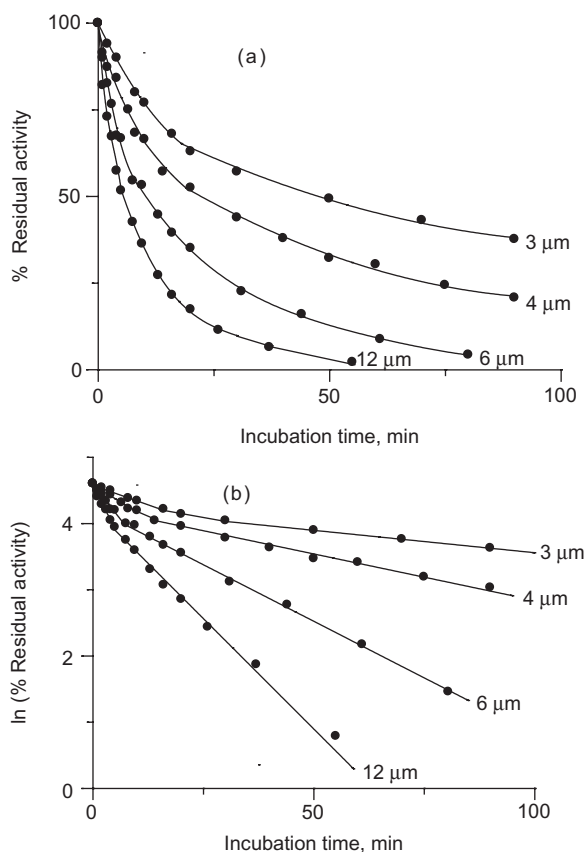 100
(a)
% Residual activity
50
3 μm
4 μm
12 μm
6 μm
0
0
50
100
Incubation time, min
(b)
4
ln (% Residual activity)
3 μm
4 μm
2
6 μm
12 μm
0
0
50
100
Incubation time, min